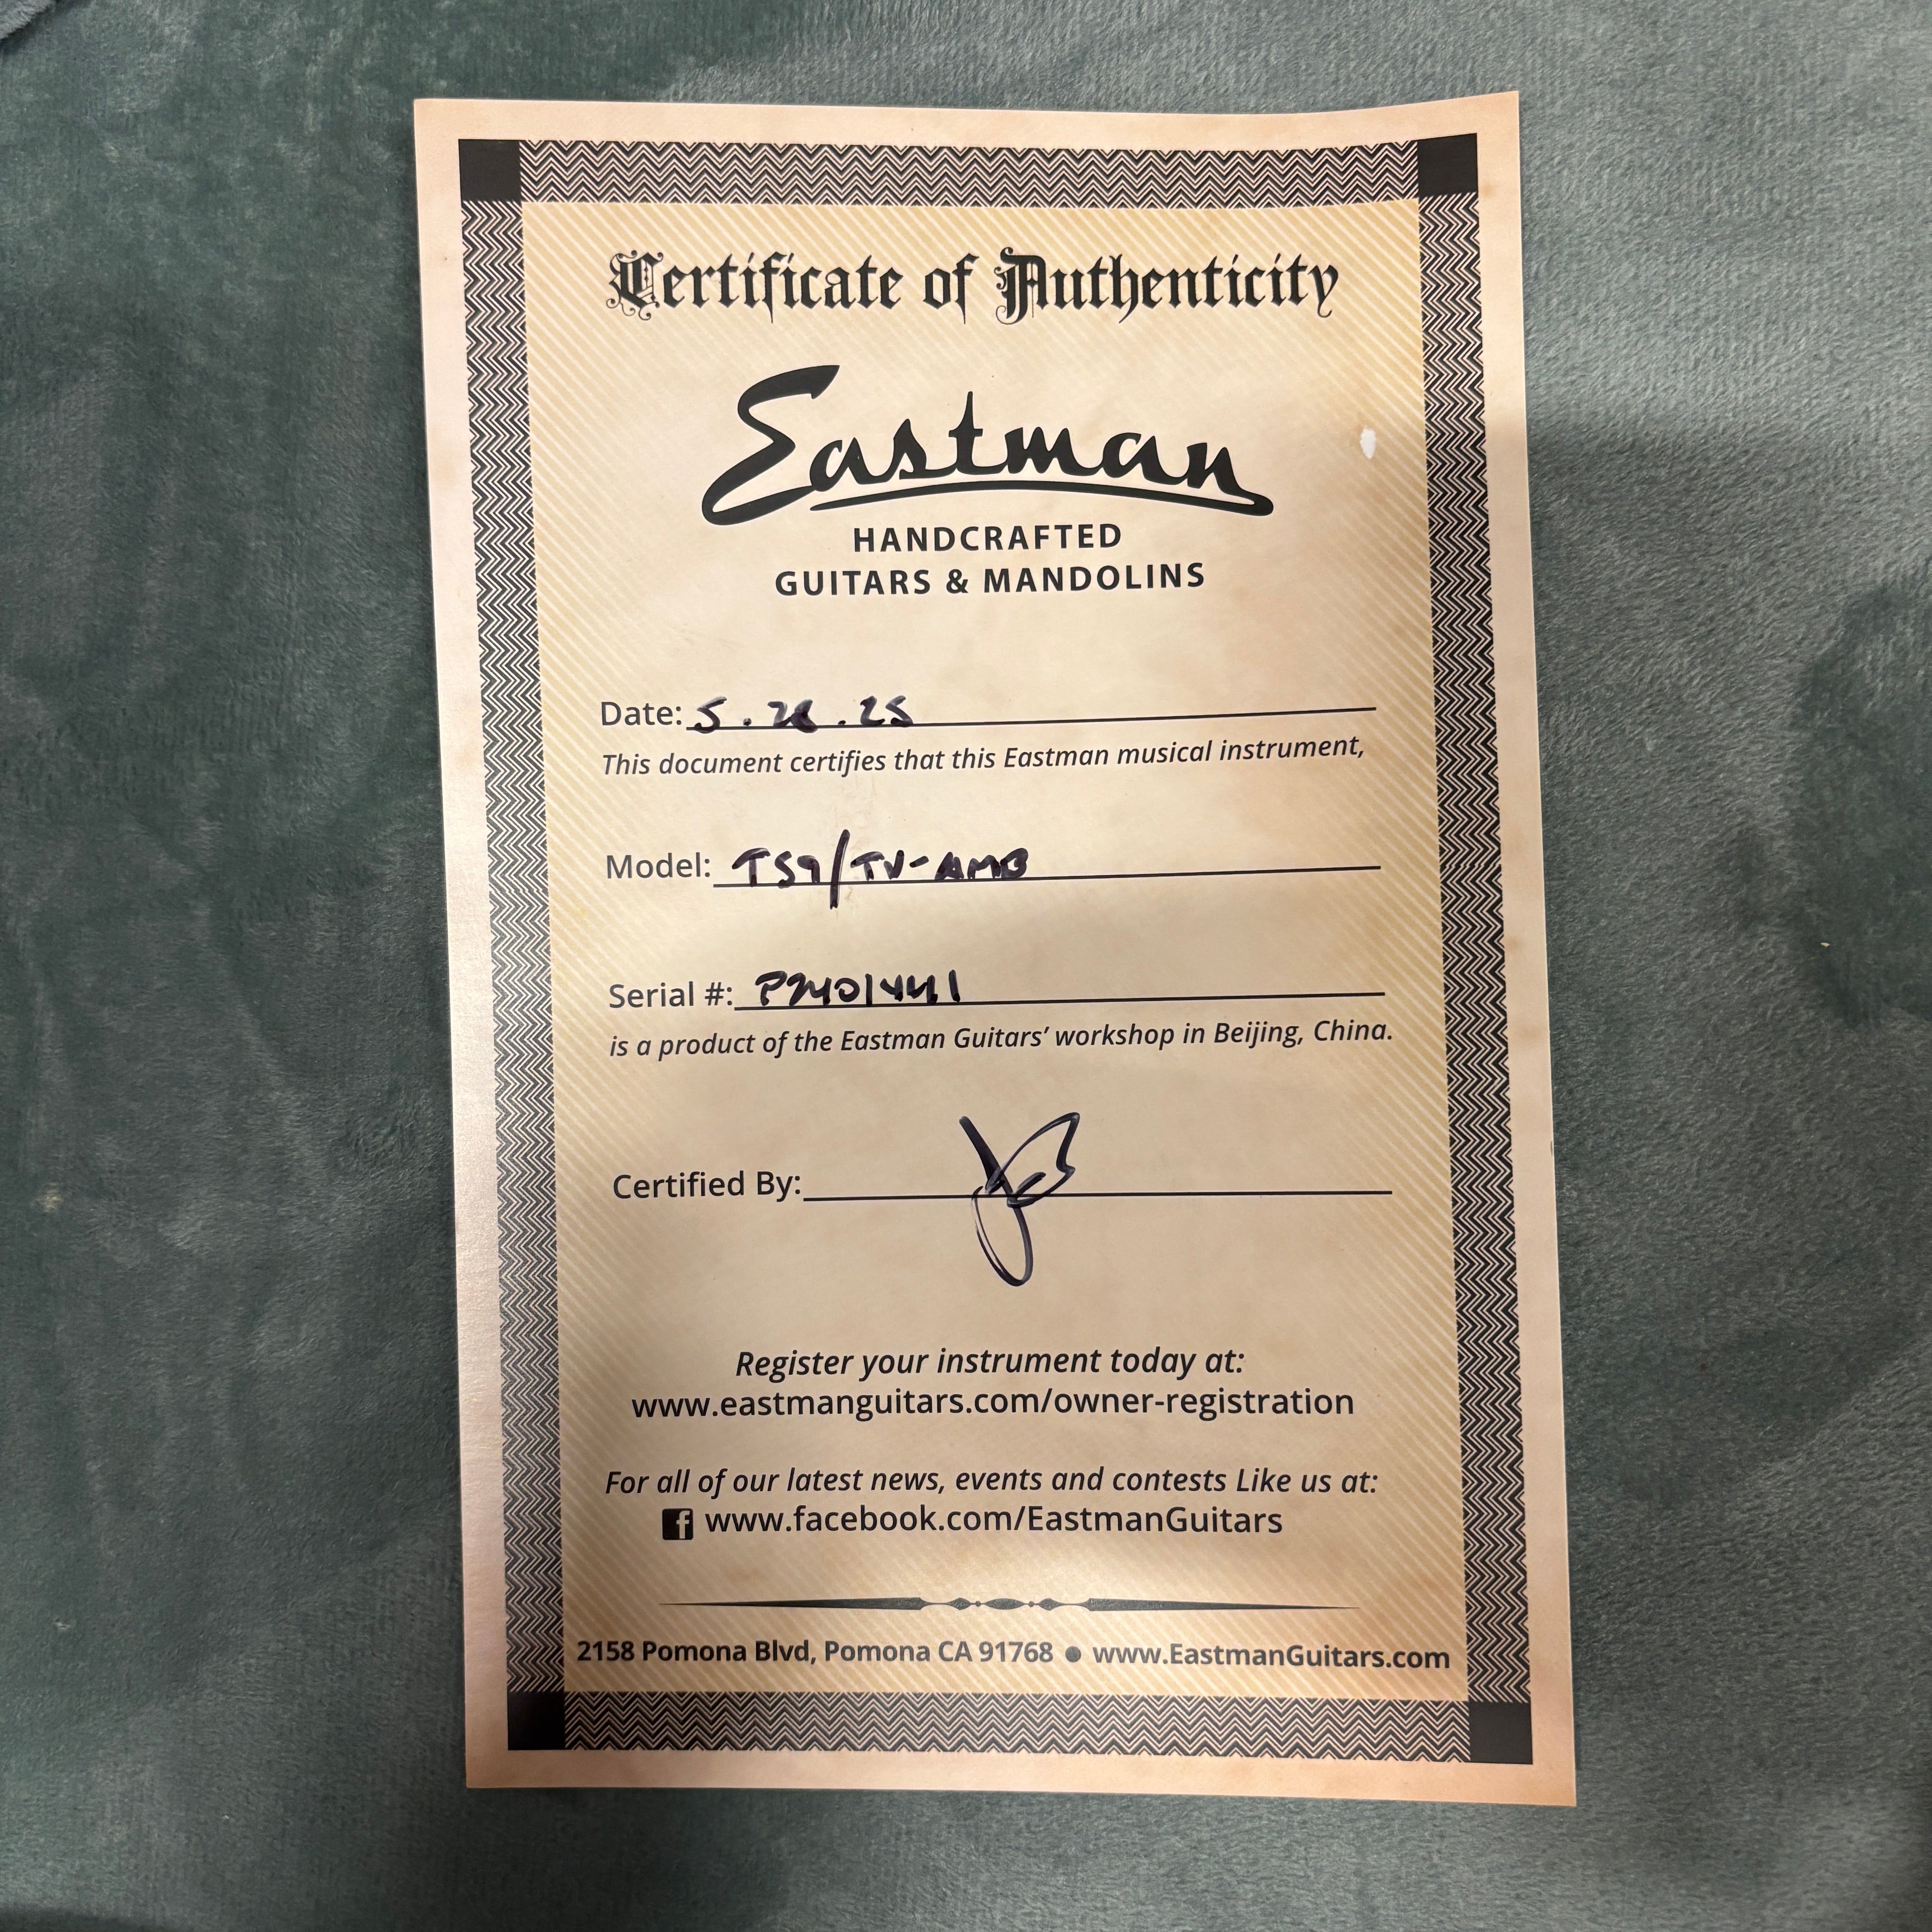 Certificate of Authenticity
Eastman
HANDCRAFTED
GUITARS & MANDOLINS
Date: 5.28.25
This document certifies that this Eastman musical instrument,
Model: T59/TV-AMB
Serial #: P2401441
is a product of the Eastman Guitars' workshop in Beijing, China.
Certified By:
Register your instrument today at:
www.eastmanguitars.com/owner-registration
For all of our latest news, events and contests Like us at:
f www.facebook.com/EastmanGuitars
2158 Pomona Blvd, Pomona CA 91768 ● www.EastmanGuitars.com